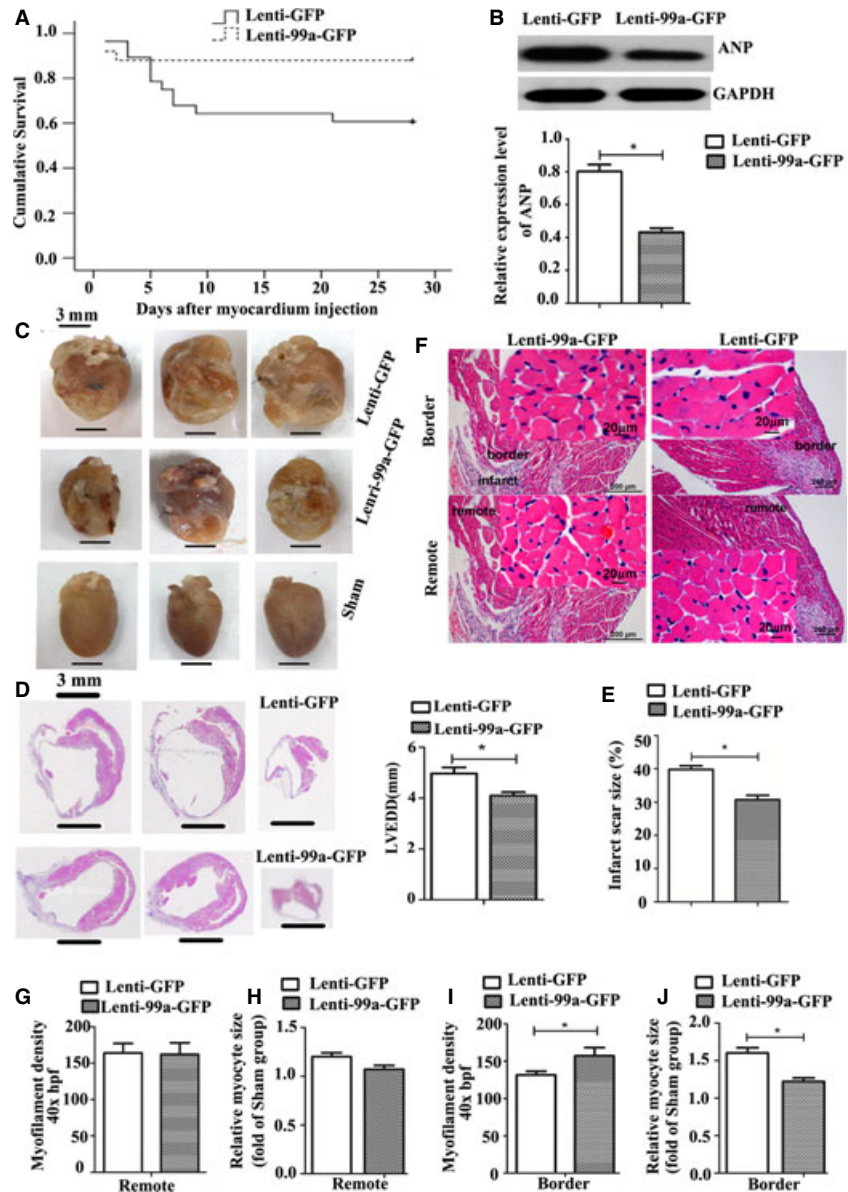 A
Lenti-GFP
Lenti-99a-GFP
Cumulative Survival
1.0
0.8
0.6
0.4
0.2
0.0
0
5
10
15
20
25
30
Days after myocardium injection
B
Lenti-GFP Lenti-99a-GFP
ANP
GAPDH
Lenti-GFP
Lenti-99a-GFP
*
Relative expression level
of ANP
1.0
0.8
0.6
0.4
0.2
0.0
C
3 mm
Lenti-GFP
Lenri-99a-GFP
Sham
F
Lenti-99a-GFP
Lenti-GFP
Border
20µm
border
infarct
200 µm
20µm
border
200 µm
Remote
remote
20µm
200 µm
remote
20µm
200 µm
D
3 mm
Lenti-GFP
Lenti-99a-GFP
Lenti-GFP
Lenti-99a-GFP
*
LVEDD(mm)
6
4
2
0
E
Lenti-GFP
Lenti-99a-GFP
*
Infarct scar size (%)
50
40
30
20
10
0
G
Lenti-GFP
Lenti-99a-GFP
Myofilament density
40x hpf
200
150
100
50
0
Remote
H
Lenti-GFP
Lenti-99a-GFP
Relative myocyte size
(fold of Sham group)
1.5
1.0
0.5
0.0
Remote
I
Lenti-GFP
Lenti-99a-GFP
*
Myofilament density
40x bpf
200
150
100
50
0
Border
J
Lenti-GFP
Lenti-99a-GFP
*
Relative myocyte size
(fold of Sham group)
2.0
1.5
1.0
0.5
0.0
Border